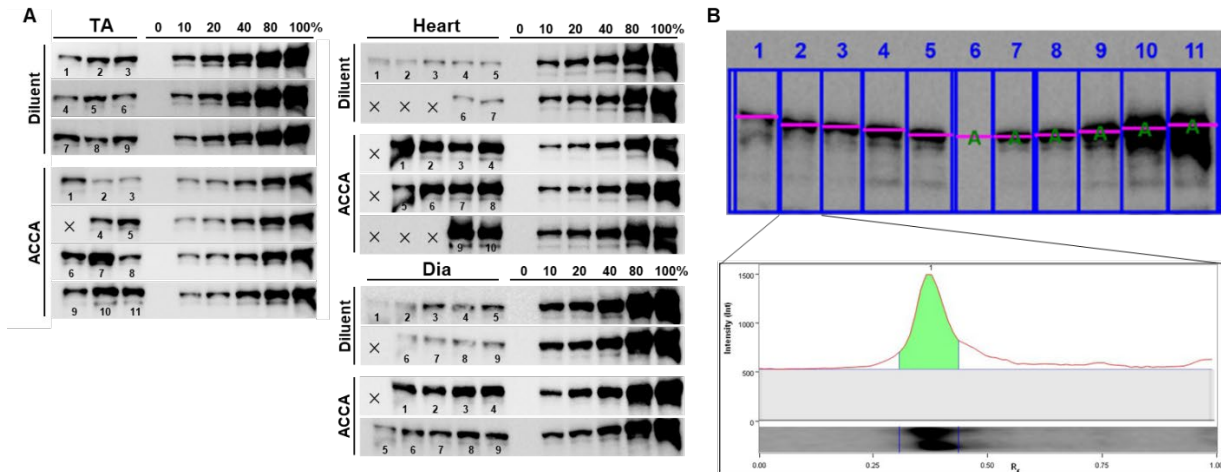 A
TA 0 10 20 40 80 100%
Diluent
1 2 3
4 5 6
7 8 9
ACCA
1 2 3
× 4 5
6 7 8
9 10 11
Heart 0 10 20 40 80 100%
Diluent
1 2 3 4 5
× × × 6 7
ACCA
× 1 2 3 4
× 5 6 7 8
× × × 9 10
Dia 0 10 20 40 80 100%
Diluent
1 2 3 4 5
× 6 7 8 9
ACCA
× 1 2 3 4
5 6 7 8 9
B
1 2 3 4 5 6 7 8 9 10 11
A A A A A A
1
Intensity (Int)
1500
1000
500
0
0.00 0.25 0.50 0.75 1.0